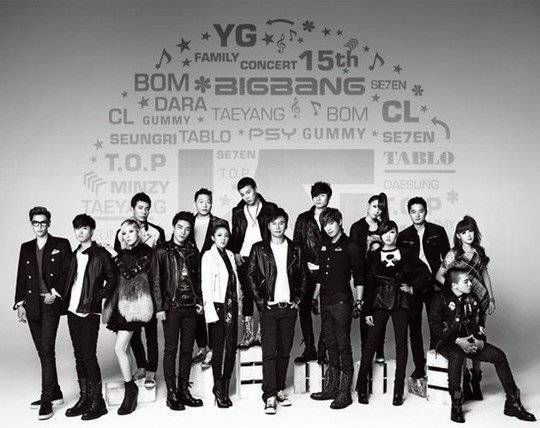 YG
FAMILY
CONCERT 15th
BOM BIGBANG SE7EN
DARA
CL TAEYANG BOM CL
GUMMY
SEUNGRI TABLO PSY GUMMY SE7EN
T.O.P SE7EN TABLO
MINZY T.O.P DAESUNG
TAEYANG T.O.P